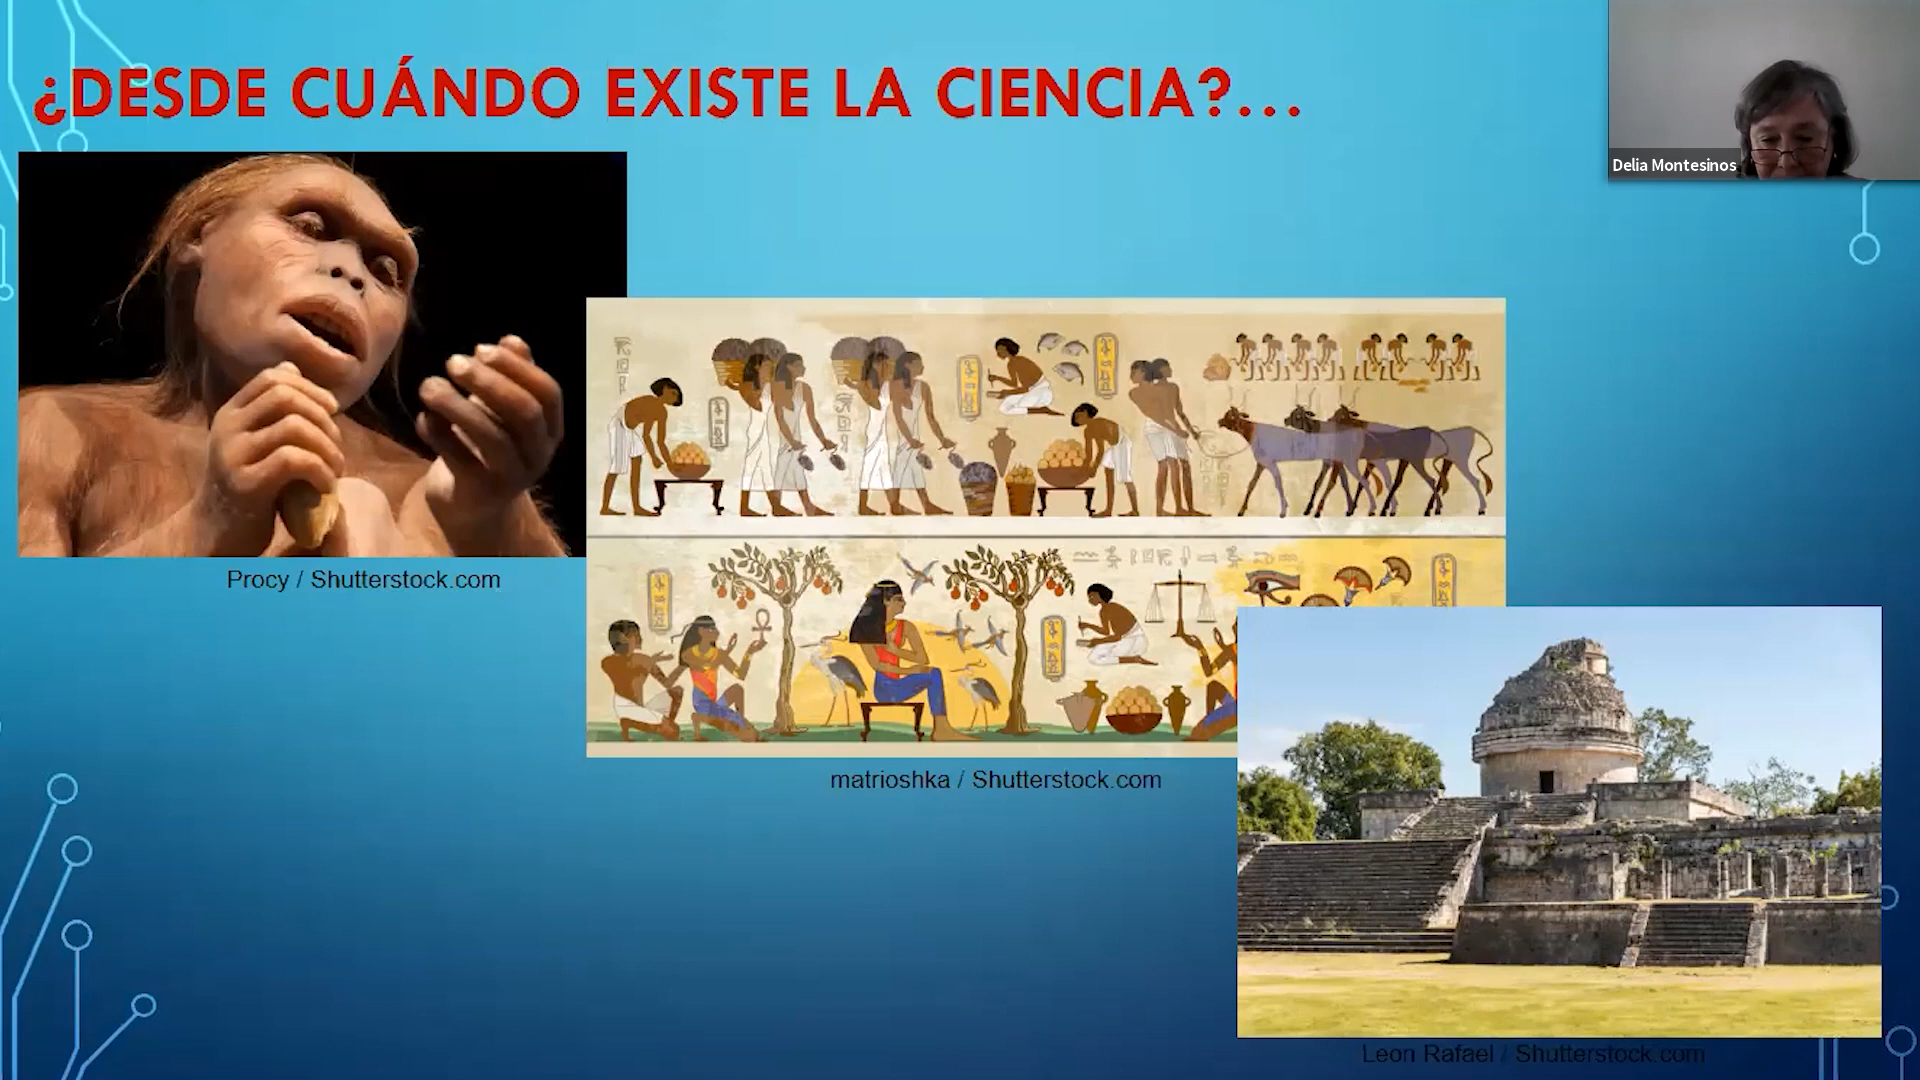 ¿DESDE CUÁNDO EXISTE LA CIENCIA?...
Delia Montesinos
Procy / Shutterstock.com
matrioshka / Shutterstock.com
Leon Rafael / Shutterstock.com